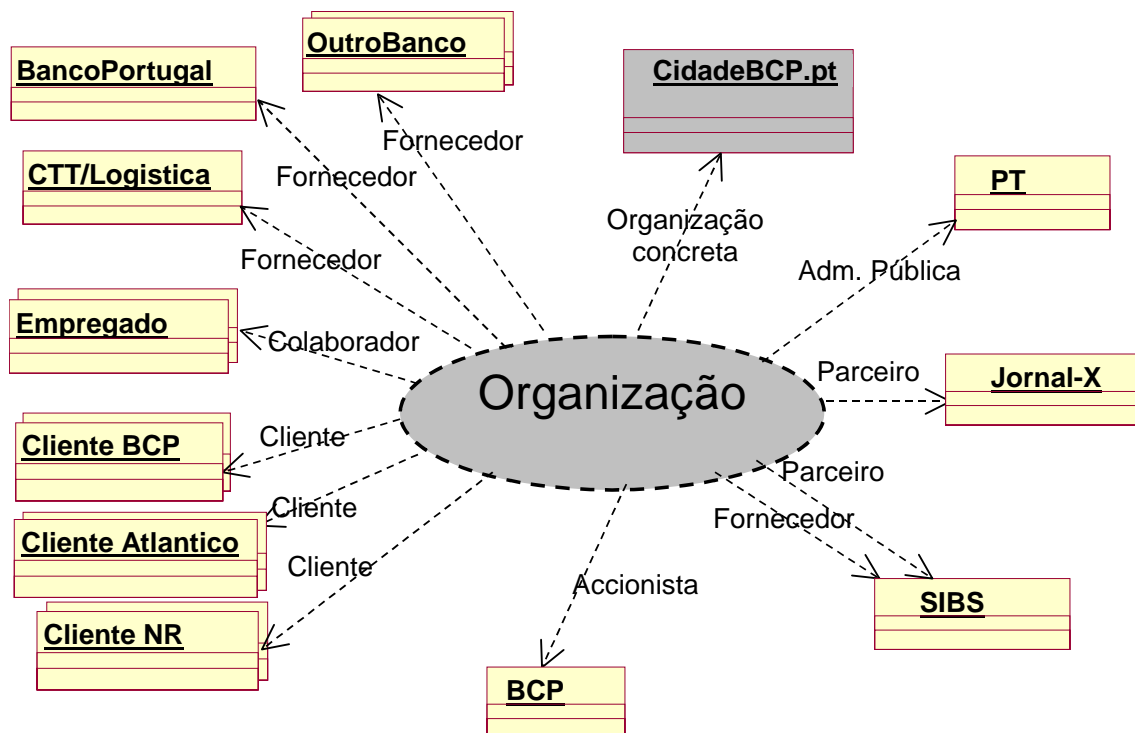 OutroBanco
BancoPortugal
CidadeBCP.pt
Fornecedor
CTT/Logistica
Fornecedor
PT
Organização
concreta
Fornecedor
Adm. Pública
Empregado
Colaborador
Parceiro
Jornal-X
Organização
Cliente BCP
Cliente
Parceiro
Cliente
Fornecedor
Cliente Atlantico
Cliente
Accionista
SIBS
Cliente NR
BCP